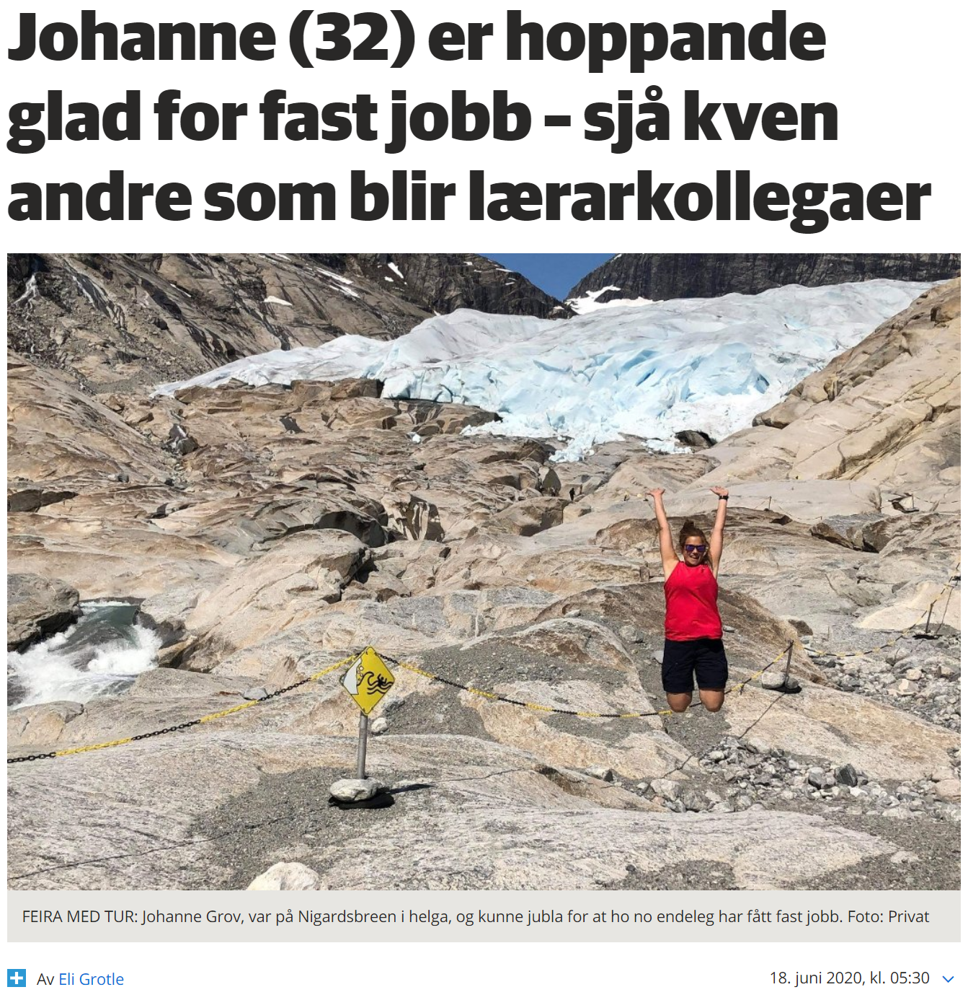 Johanne (32) er hoppande
glad for fast jobb – sjå kven
andre som blir lærarkollegaer
FEIRA MED TUR: Johanne Grov, var på Nigardsbreen i helga, og kunne jubla for at ho no endeleg har fått fast jobb. Foto: Privat
Av Eli Grotle
18. juni 2020, kl. 05:30